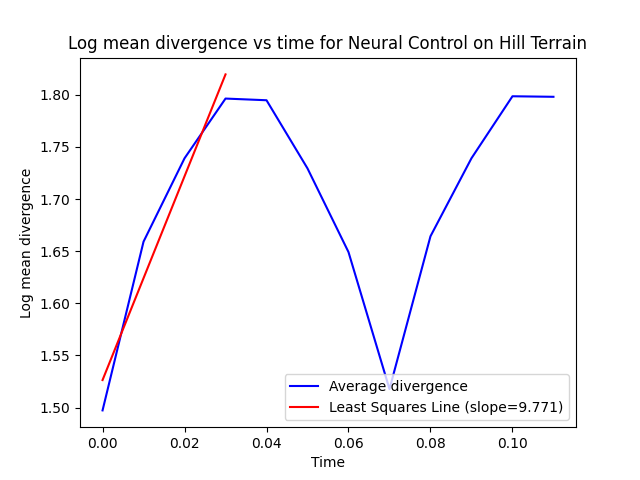 Log mean divergence vs time for Neural Control on Hill Terrain
Log mean divergence
1.80
1.75
1.70
1.65
1.60
1.55
1.50
Average divergence
Least Squares Line (slope=9.771)
0.00 0.02 0.04 0.06 0.08 0.10
Time